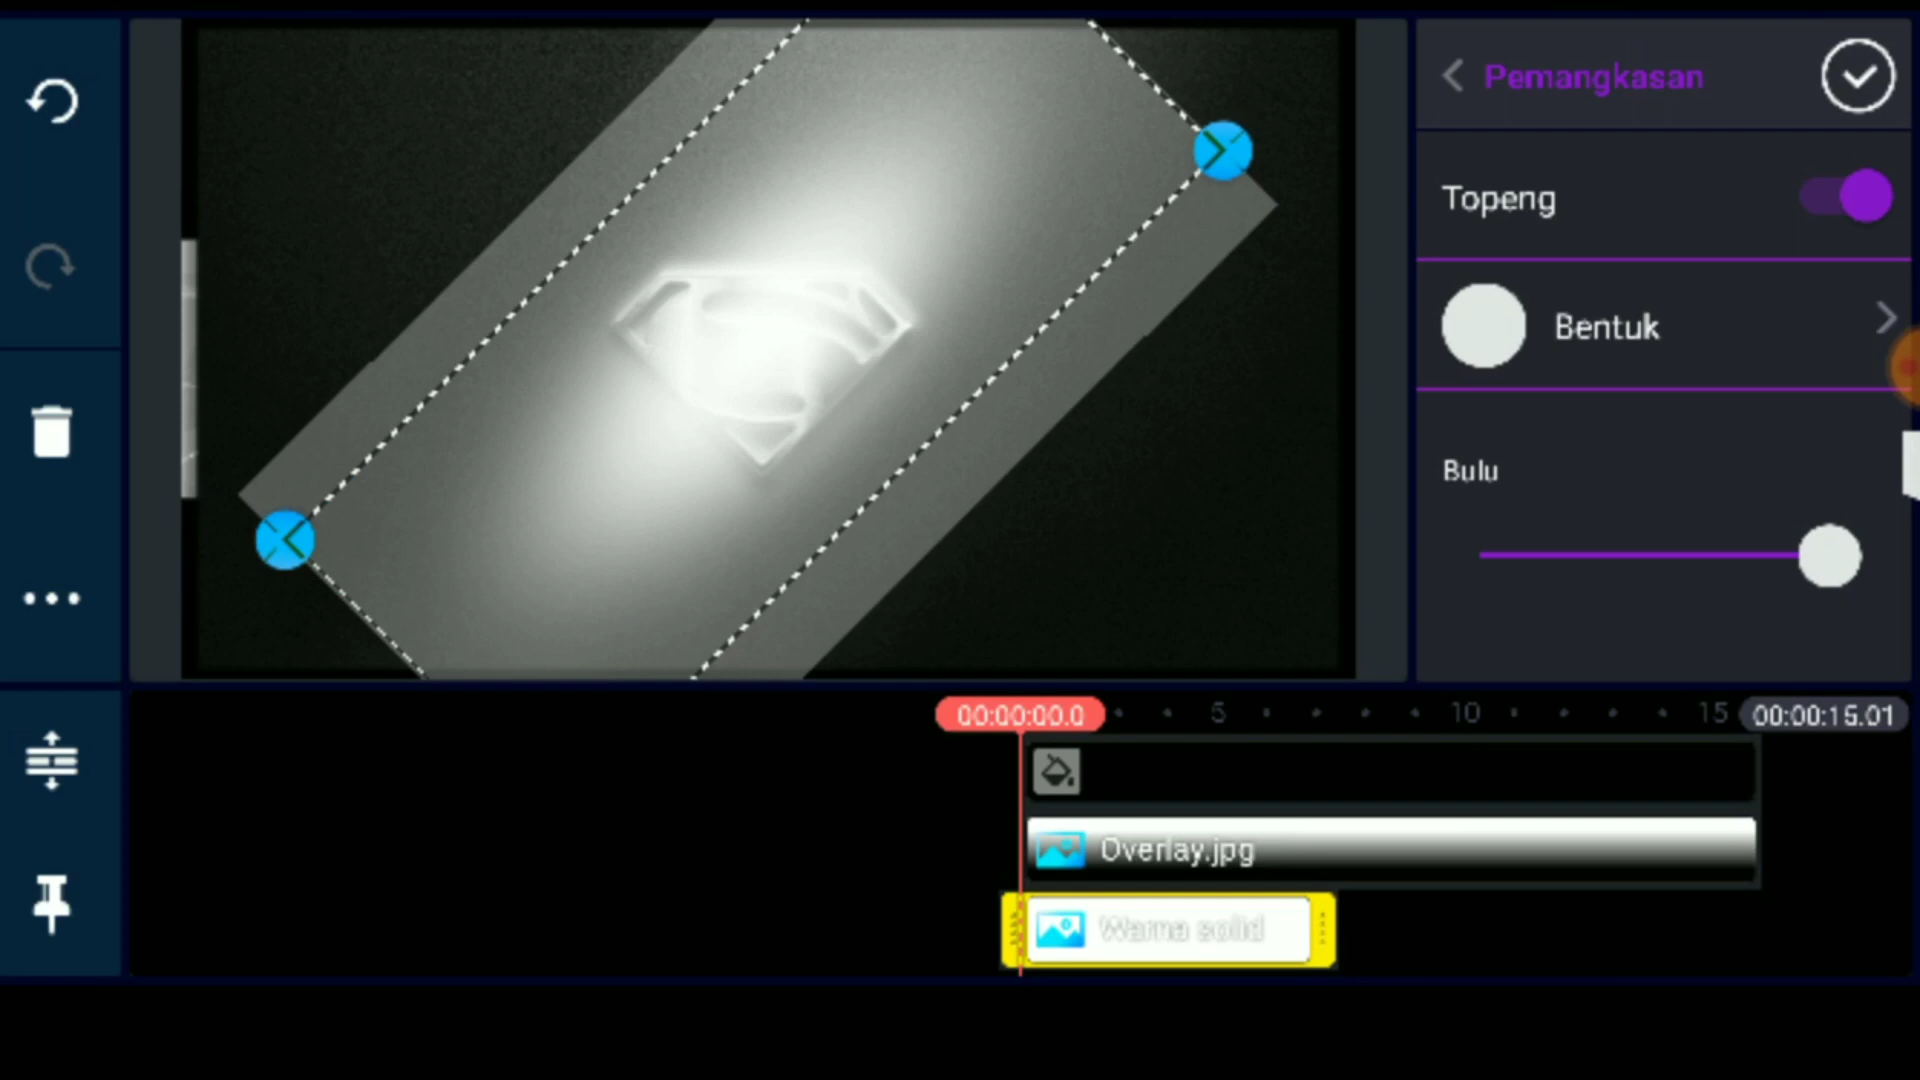 Pemangkasan
Topeng
Bentuk
Bulu
00:00:00.0
5
10
15
00:00:15.01
Overlay.jpg
Warna solid